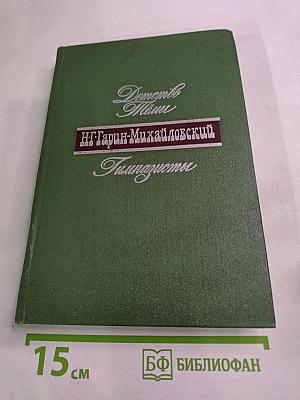 Детство
Тёмы
Н·Г·Гарин-Михайловский
Гимназисты
15 см
БФ БИБЛИОФАН